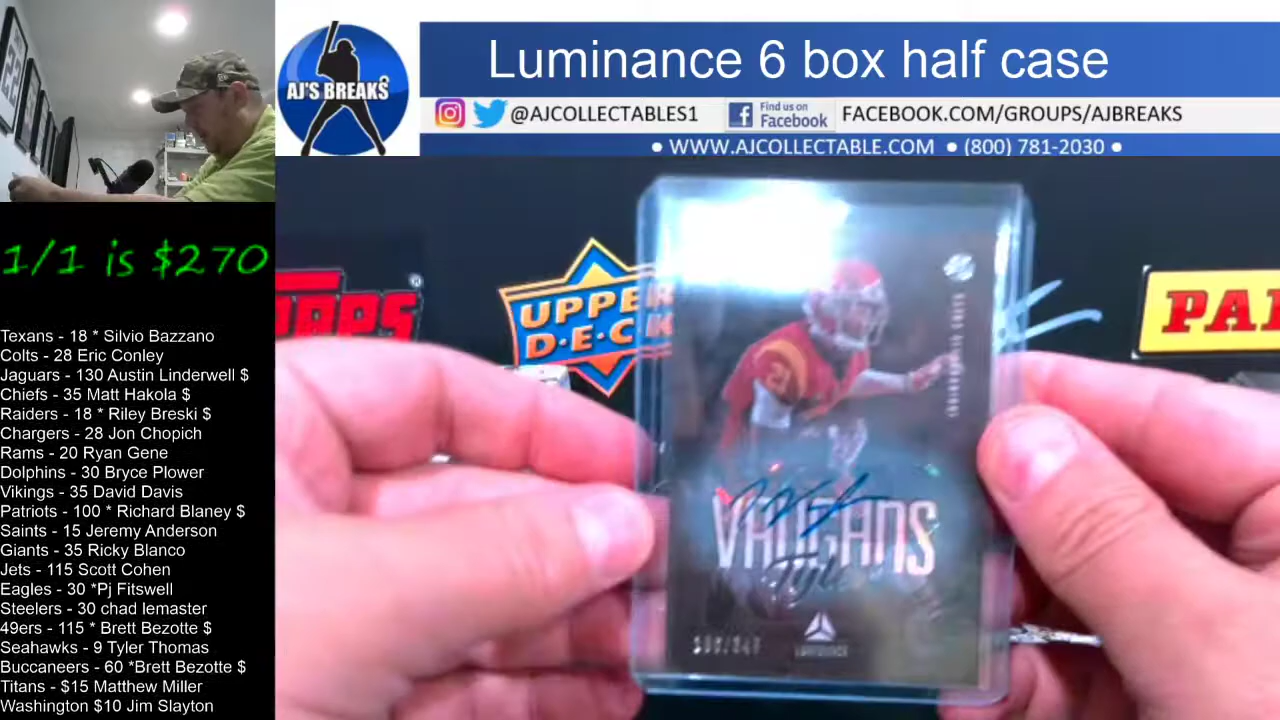 Luminance 6 box half case
AJ'S BREAKS
@AJCOLLECTABLES1
Find us on
Facebook
FACEBOOK.COM/GROUPS/AJBREAKS
• WWW.AJCOLLECTABLE.COM • (800) 781-2030 •
1/1 is $270
Texans - 18 * Silvio Bazzano
Colts - 28 Eric Conley
Jaguars - 130 Austin Linderwell $
Chiefs - 35 Matt Hakola $
Raiders - 18 * Riley Breski $
Chargers - 28 Jon Chopich
Rams - 20 Ryan Gene
Dolphins - 30 Bryce Plower
Vikings - 35 David Davis
Patriots - 100 * Richard Blaney $
Saints - 15 Jeremy Anderson
Giants - 35 Ricky Blanco
Jets - 115 Scott Cohen
Eagles - 30 *Pj Fitswell
Steelers - 30 chad lemaster
49ers - 115 * Brett Bezotte $
Seahawks - 9 Tyler Thomas
Buccaneers - 60 *Brett Bezotte $
Titans - $15 Matthew Miller
Washington $10 Jim Slayton
UPPER
VAUGHNS
LUMINANCE